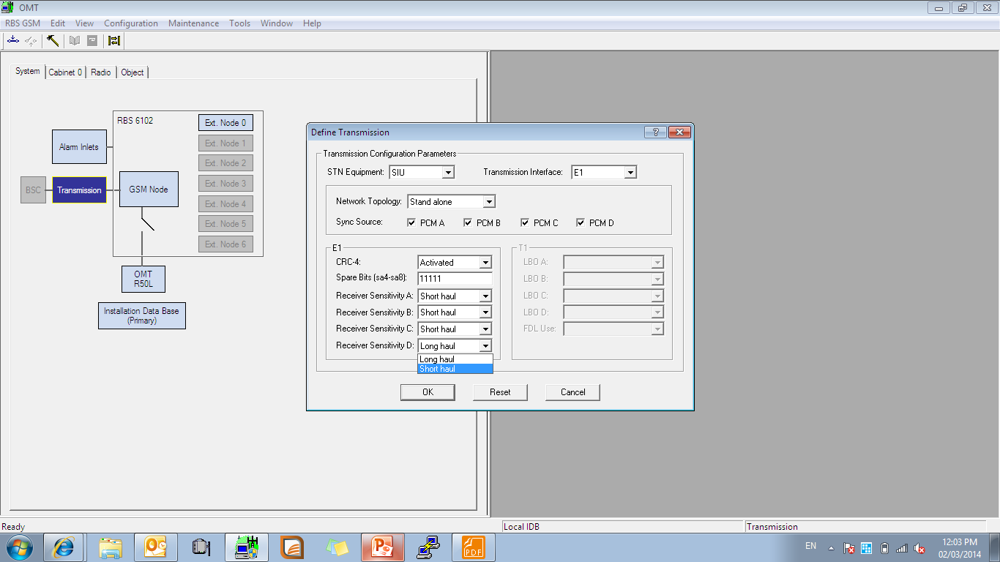 OMT
RBS GSM Edit View Configuration Maintenance Tools Window Help
System Cabinet 0 Radio Object
RBS 6102
Ext. Node 0
Ext. Node 1
Ext. Node 2
Ext. Node 3
Ext. Node 4
Ext. Node 5
Ext. Node 6
Alarm Inlets
BSC
Transmission
GSM Node
OMT
R50L
Installation Data Base
(Primary)
Define Transmission
Transmission Configuration Parameters
STN Equipment: SIU Transmission Interface: E1
Network Topology: Stand alone
Sync Source: PCM A PCM B PCM C PCM D
E1
CRC-4: Activated
Spare Bits (sa4-sa8): 11111
Receiver Sensitivity A: Short haul
Receiver Sensitivity B: Short haul
Receiver Sensitivity C: Short haul
Receiver Sensitivity D: Long haul
Long haul
Short haul
T1
LBO A:
LBO B:
LBO C:
LBO D:
FDL Use:
OK Reset Cancel
Ready Local IDB Transmission
PDF
EN
12:03 PM
02/03/2014